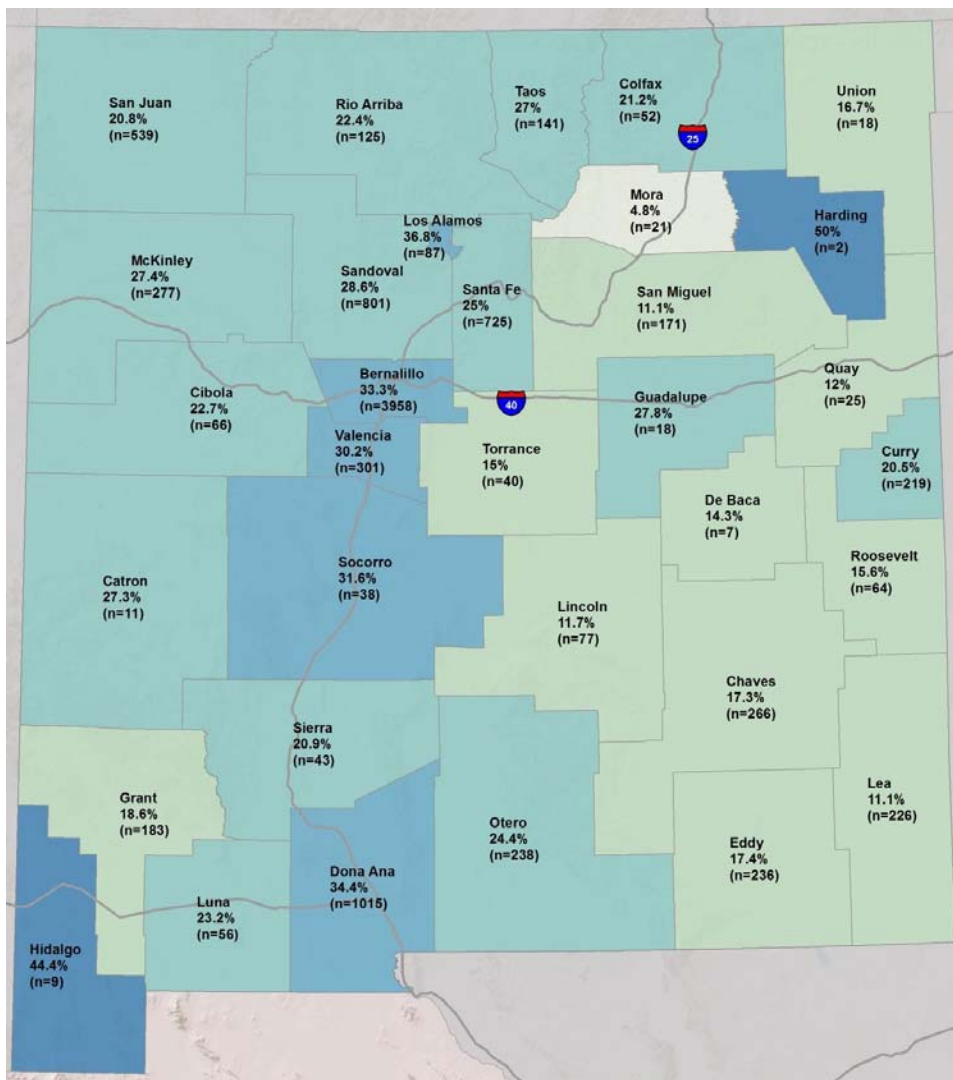 San Juan
20.8%
(n=539)
Rio Arriba
22.4%
(n=125)
Taos
27%
(n=141)
Colfax
21.2%
(n=52)
Union
16.7%
(n=18)
25
Mora
4.8%
(n=21)
Harding
50%
(n=2)
Los Alamos
36.8%
(n=87)
McKinley
27.4%
(n=277)
Sandoval
28.6%
(n=801)
Santa Fe
25%
(n=725)
San Miguel
11.1%
(n=171)
Bernalillo
33.3%
(n=3958)
Cibola
22.7%
(n=66)
40
Guadalupe
27.8%
(n=18)
Quay
12%
(n=25)
Valencia
30.2%
(n=301)
Torrance
15%
(n=40)
Curry
20.5%
(n=219)
De Baca
14.3%
(n=7)
Catron
27.3%
(n=11)
Socorro
31.6%
(n=38)
Roosevelt
15.6%
(n=64)
Lincoln
11.7%
(n=77)
Chaves
17.3%
(n=266)
Sierra
20.9%
(n=43)
Grant
18.6%
(n=183)
Otero
24.4%
(n=238)
Lea
11.1%
(n=226)
Eddy
17.4%
(n=236)
Dona Ana
34.4%
(n=1015)
Luna
23.2%
(n=56)
Hidalgo
44.4%
(n=9)